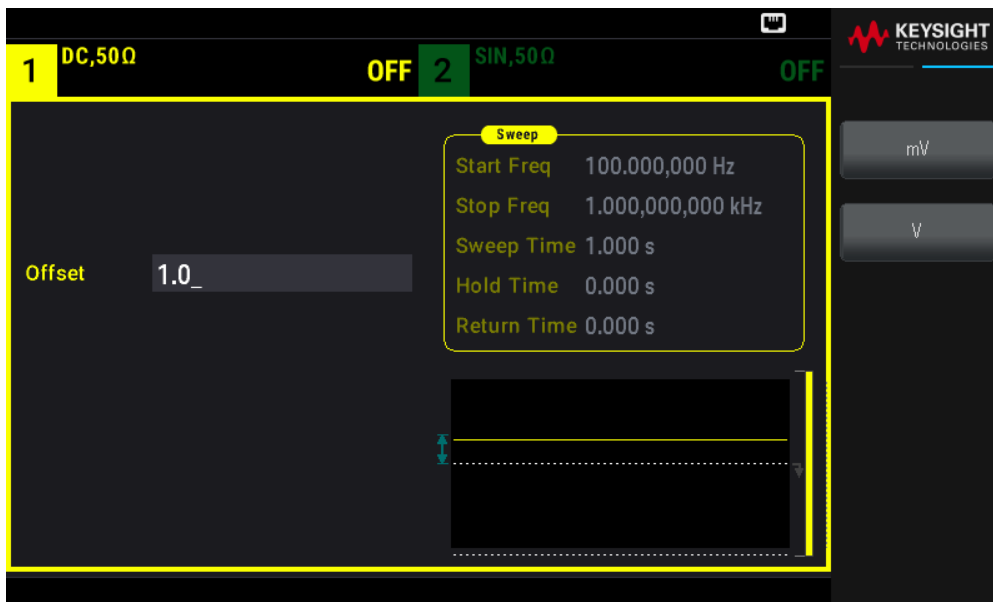 KEYSIGHT
TECHNOLOGIES
1 DC,50Ω OFF 2 SIN,50Ω OFF
Sweep
Start Freq 100.000,000 Hz
Stop Freq 1.000,000,000 kHz
Sweep Time 1.000 s
Offset 1.0_
Hold Time 0.000 s
Return Time 0.000 s
mV
V